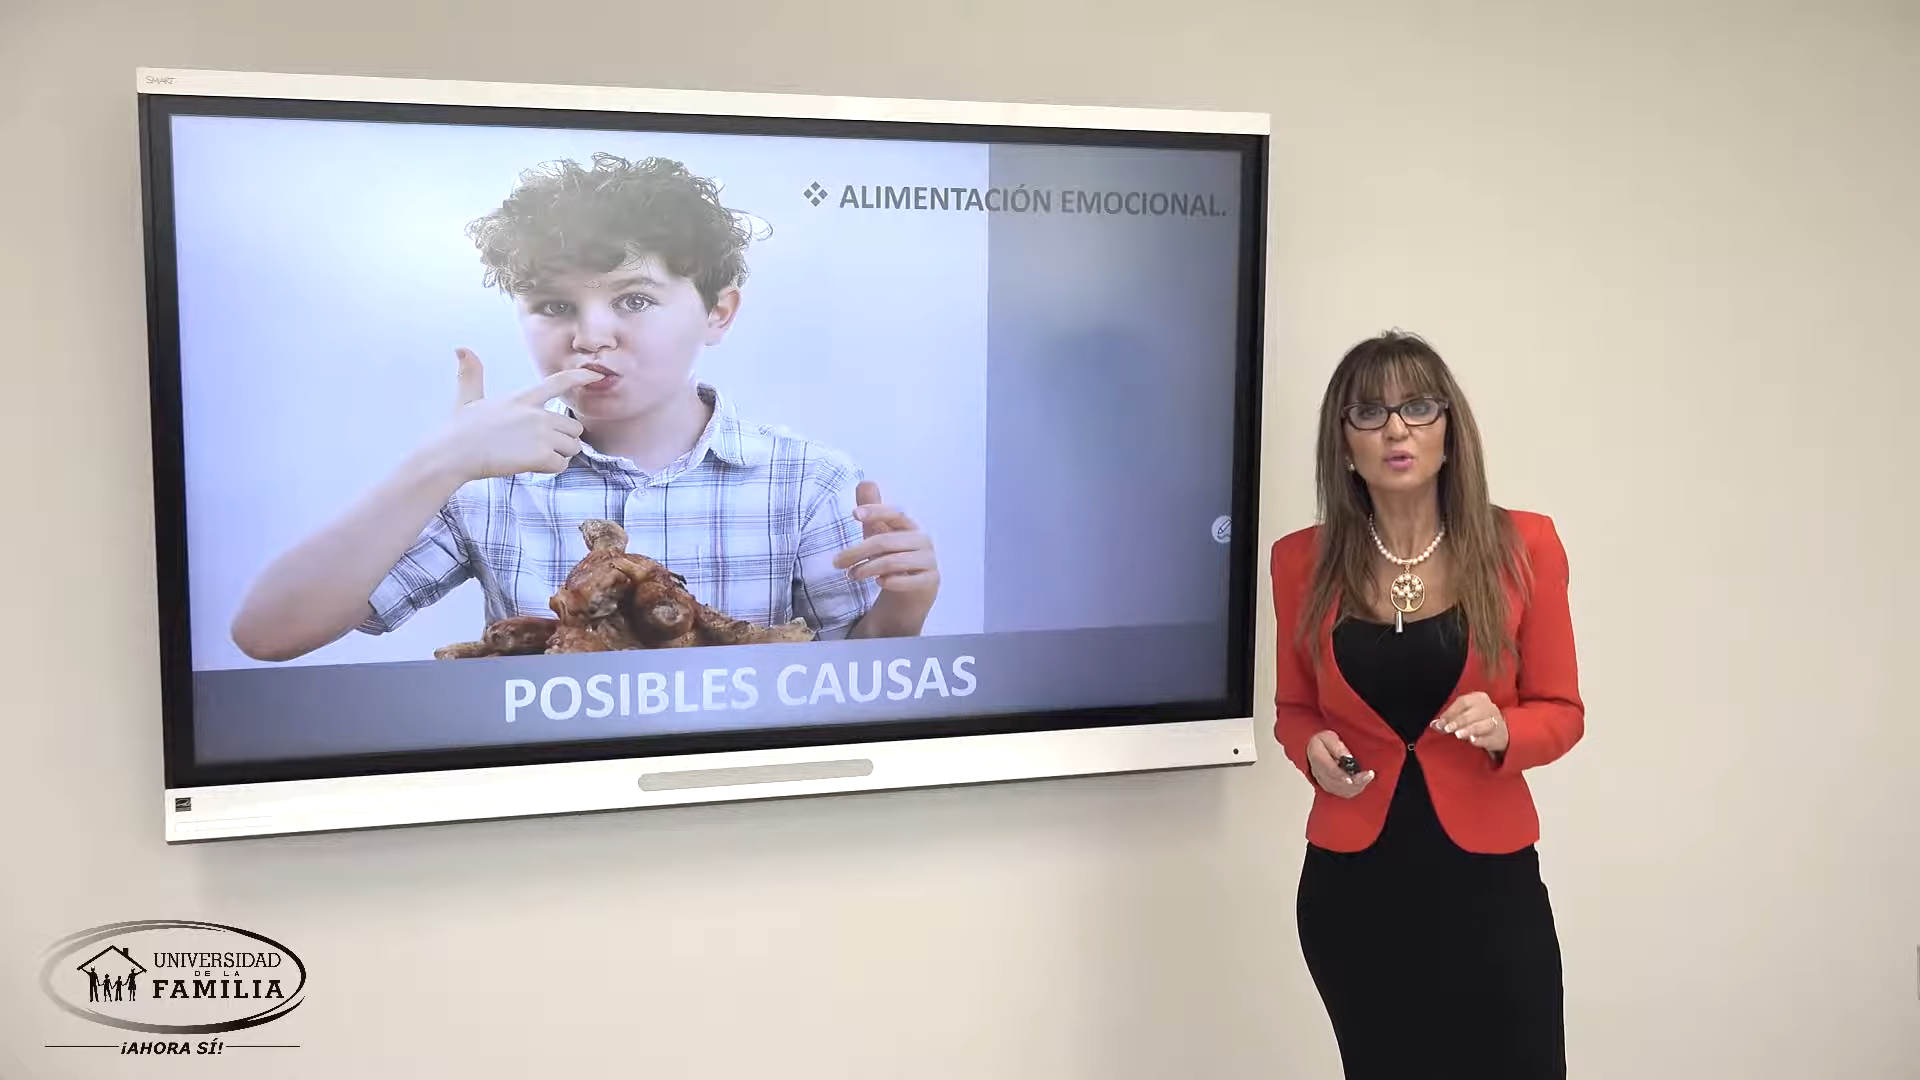 SMART
❖ ALIMENTACIÓN EMOCIONAL.
POSIBLES CAUSAS
UNIVERSIDAD
DE LA
FAMILIA
¡AHORA SÍ!